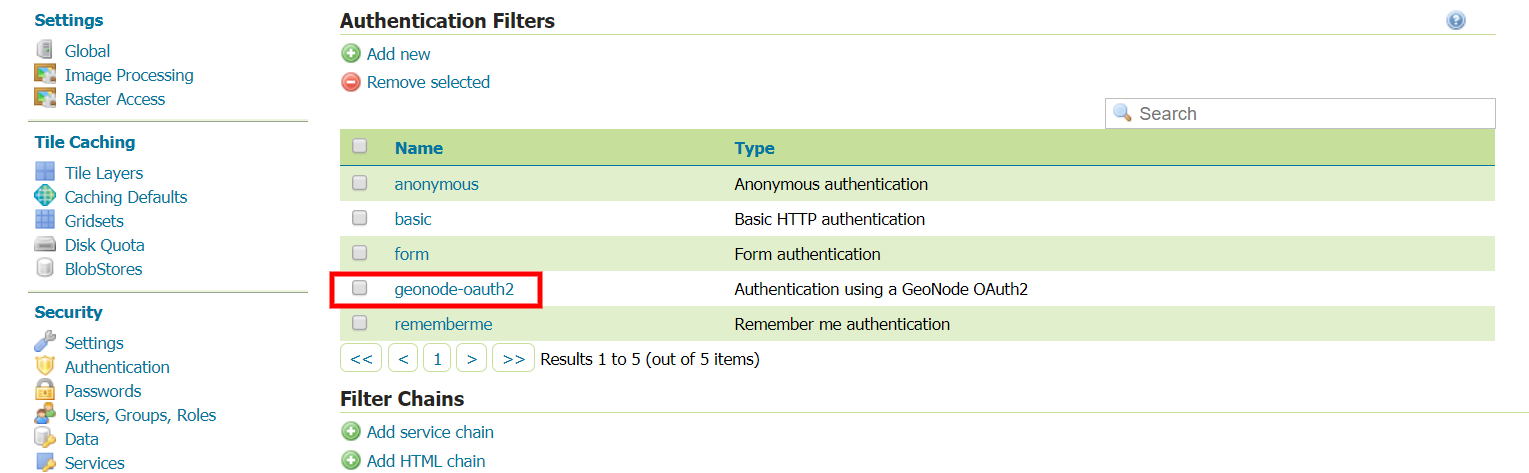 Settings
Global
Image Processing
Raster Access
Tile Caching
Tile Layers
Caching Defaults
Gridsets
Disk Quota
BlobStores
Security
Settings
Authentication
Passwords
Users, Groups, Roles
Data
Services
Authentication Filters
Add new
Remove selected
Search
Name Type
anonymous Anonymous authentication
basic Basic HTTP authentication
form Form authentication
geonode-oauth2 Authentication using a GeoNode OAuth2
rememberme Remember me authentication
<< < 1 > >> Results 1 to 5 (out of 5 items)
Filter Chains
Add service chain
Add HTML chain